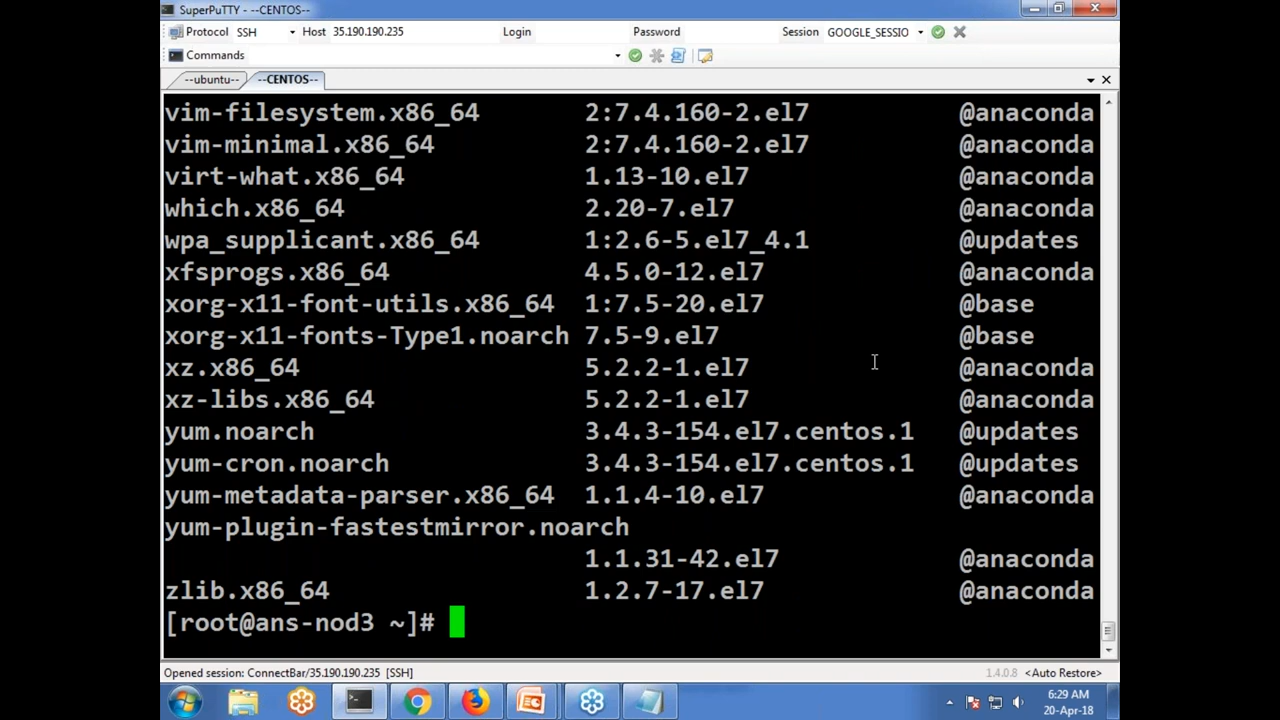 SuperPuTTY - --CENTOS--
Protocol SSH Host 35.190.190.235 Login Password Session GOOGLE_SESSIO
Commands
--ubuntu-- --CENTOS--
vim-filesystem.x86_64 2:7.4.160-2.el7 @anaconda
vim-minimal.x86_64 2:7.4.160-2.el7 @anaconda
virt-what.x86_64 1.13-10.el7 @anaconda
which.x86_64 2.20-7.el7 @anaconda
wpa_supplicant.x86_64 1:2.6-5.el7_4.1 @updates
xfsprogs.x86_64 4.5.0-12.el7 @anaconda
xorg-x11-font-utils.x86_64 1:7.5-20.el7 @base
xorg-x11-fonts-Type1.noarch 7.5-9.el7 @base
xz.x86_64 5.2.2-1.el7 @anaconda
xz-libs.x86_64 5.2.2-1.el7 @anaconda
yum.noarch 3.4.3-154.el7.centos.1 @updates
yum-cron.noarch 3.4.3-154.el7.centos.1 @updates
yum-metadata-parser.x86_64 1.1.4-10.el7 @anaconda
yum-plugin-fastestmirror.noarch
1.1.31-42.el7 @anaconda
zlib.x86_64 1.2.7-17.el7 @anaconda
[root@ans-nod3 ~]#
Opened session: ConnectBar/35.190.190.235 [SSH] 1.4.0.8 <Auto Restore>
6:29 AM
20-Apr-18